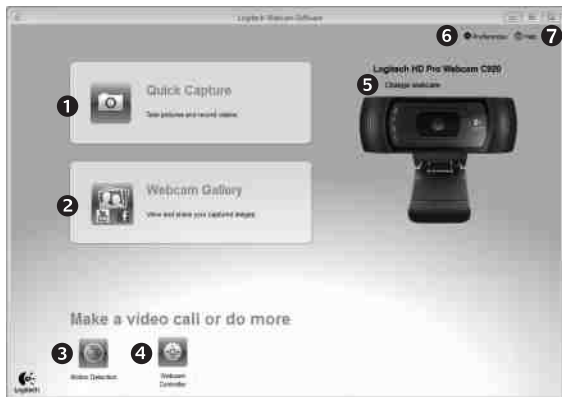 Logitech Webcam Software
6 Preferences Help 7
Logitech HD Pro Webcam C920
5 Change webcam
1 Quick Capture
Take pictures and record videos.
2 Webcam Gallery
View and share your captured images.
Make a video call or do more
3 4
Motion Detection
Webcam
Controller
Logitech